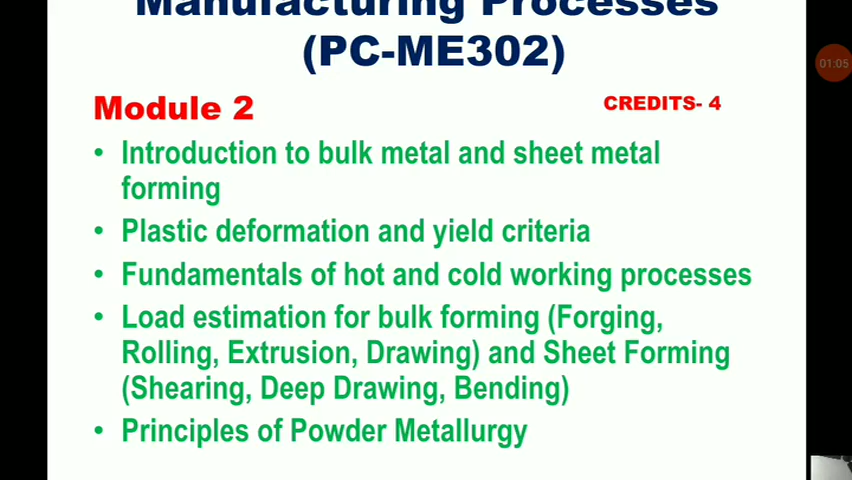 Manufacturing Processes
(PC-ME302)
Module 2
CREDITS- 4
• Introduction to bulk metal and sheet metal
forming
• Plastic deformation and yield criteria
• Fundamentals of hot and cold working processes
• Load estimation for bulk forming (Forging,
Rolling, Extrusion, Drawing) and Sheet Forming
(Shearing, Deep Drawing, Bending)
• Principles of Powder Metallurgy
01:05